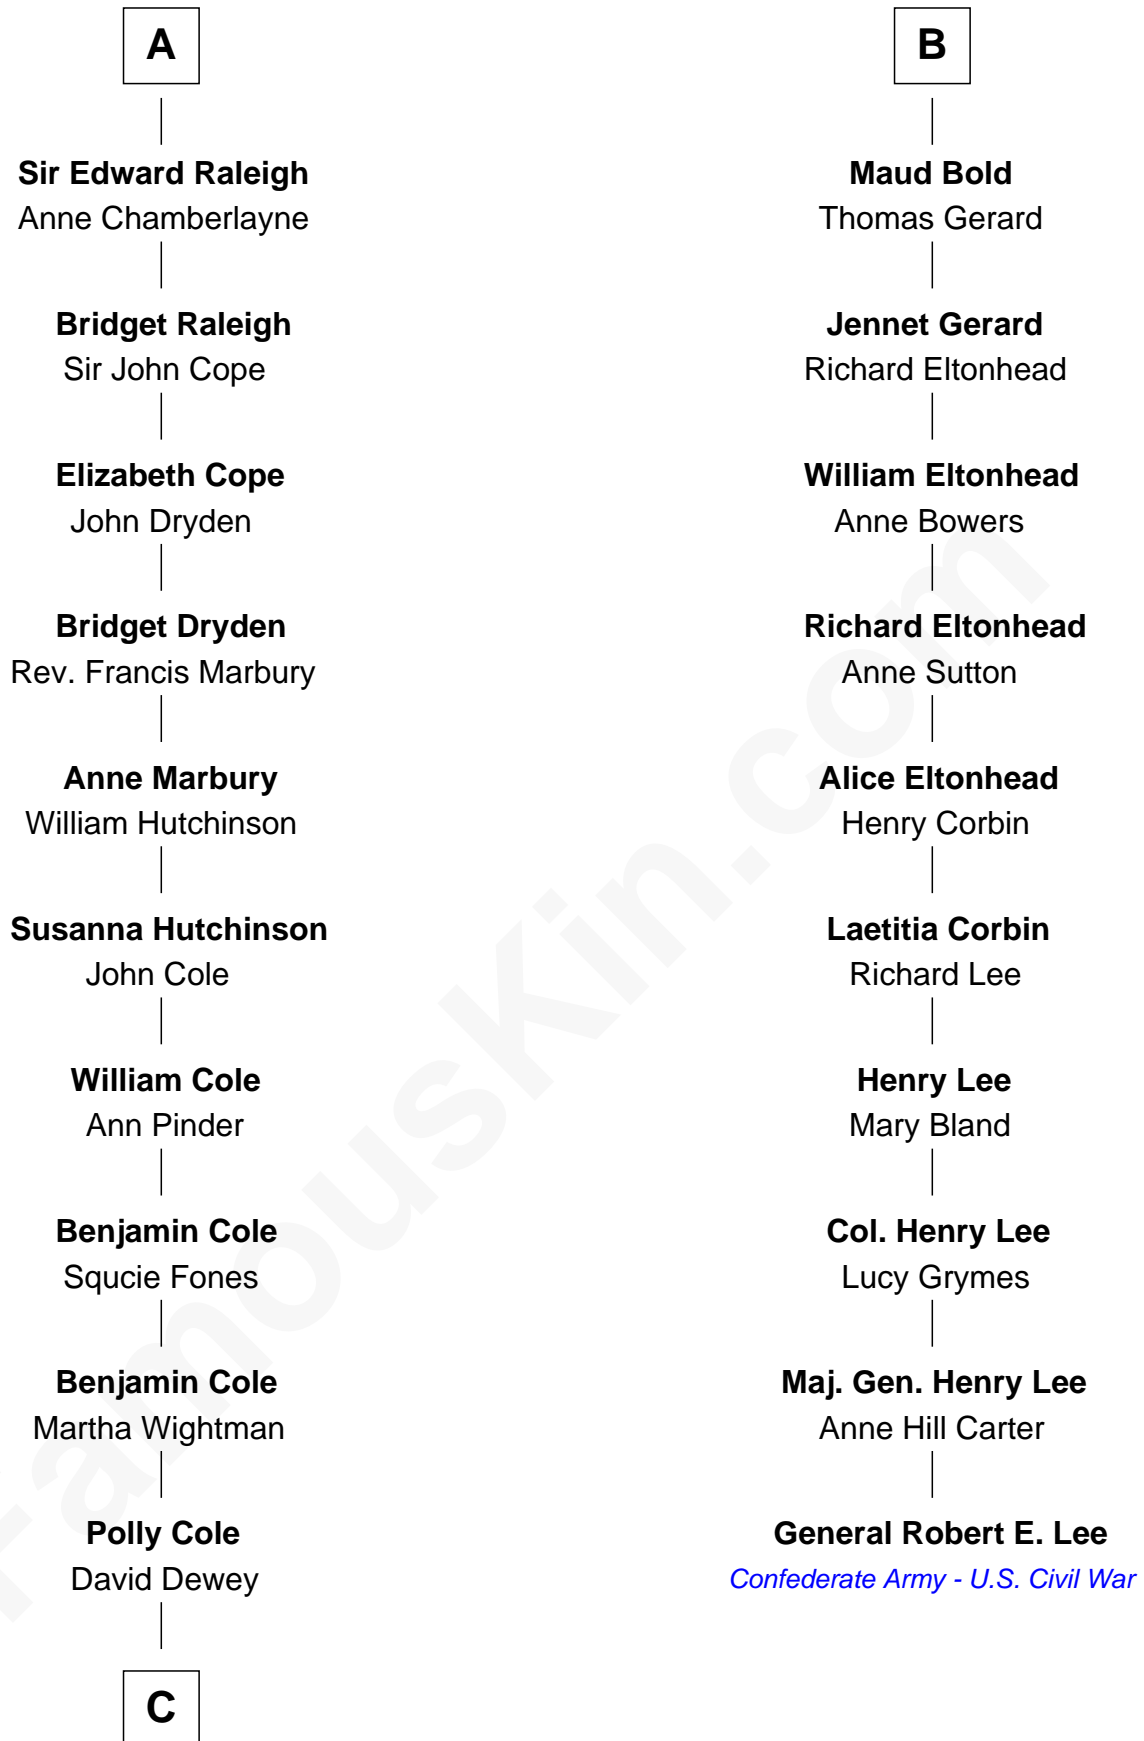 A
Sir Edward Raleigh
Anne Chamberlayne
Bridget Raleigh
Sir John Cope
Elizabeth Cope
John Dryden
Bridget Dryden
Rev. Francis Marbury
Anne Marbury
William Hutchinson
Susanna Hutchinson
John Cole
William Cole
Ann Pinder
Benjamin Cole
Squcie Fones
Benjamin Cole
Martha Wightman
Polly Cole
David Dewey
C
B
Maud Bold
Thomas Gerard
Jennet Gerard
Richard Eltonhead
William Eltonhead
Anne Bowers
Richard Eltonhead
Anne Sutton
Alice Eltonhead
Henry Corbin
Laetitia Corbin
Richard Lee
Henry Lee
Mary Bland
Col. Henry Lee
Lucy Grymes
Maj. Gen. Henry Lee
Anne Hill Carter
General Robert E. Lee
Confederate Army - U.S. Civil War
FamousKin.com